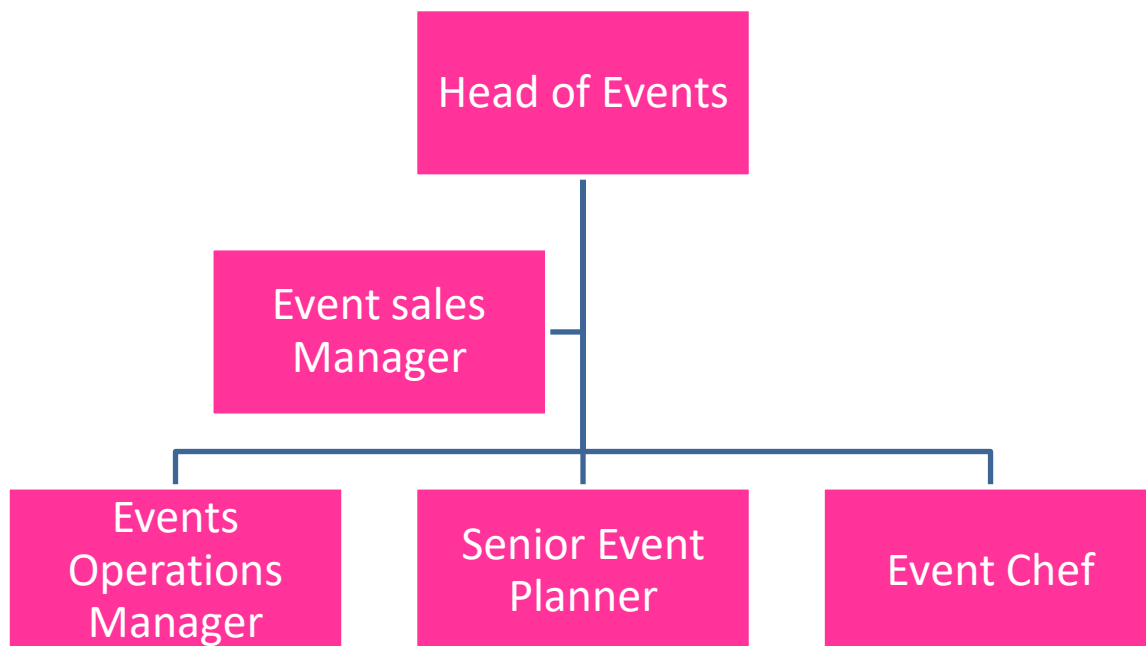 Head of Events
Event sales
Manager
Events
Operations
Manager
Senior Event
Planner
Event Chef